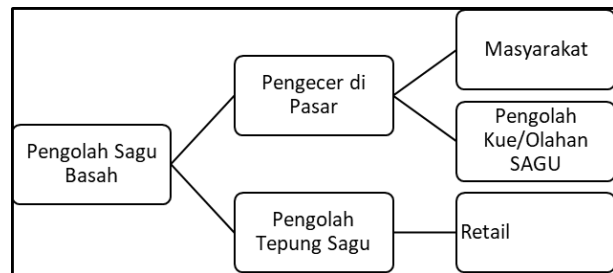 Pengolah Sagu
Basah
Pengecer di
Pasar
Masyarakat
Pengolah
Kue/Olahan
SAGU
Pengolah
Tepung Sagu
Retail